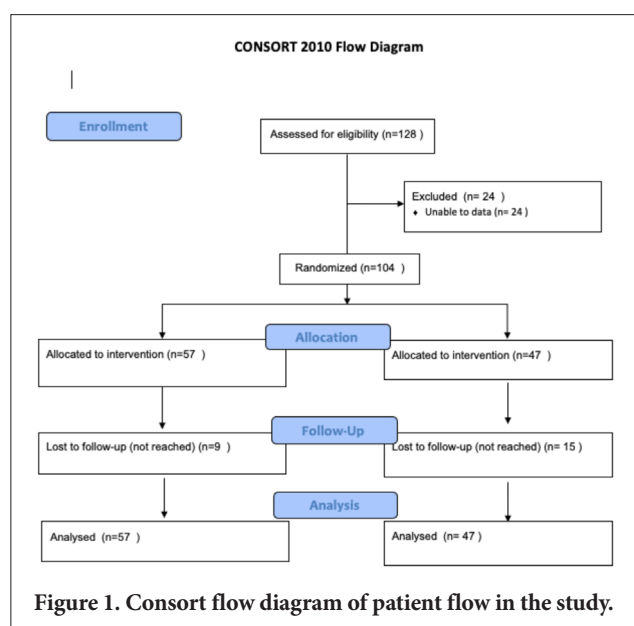 CONSORT 2010 Flow Diagram
Enrollment
Assessed for eligibility (n=128 )
Excluded (n= 24 )
♦ Unable to data (n= 24 )
Randomized (n=104 )
Allocation
Allocated to intervention (n=57 )
Allocated to intervention (n=47 )
Follow-Up
Lost to follow-up (not reached) (n=9 )
Lost to follow-up (not reached) (n= 15 )
Analysis
Analysed (n=57 )
Analysed (n= 47 )
Figure 1. Consort flow diagram of patient flow in the study.